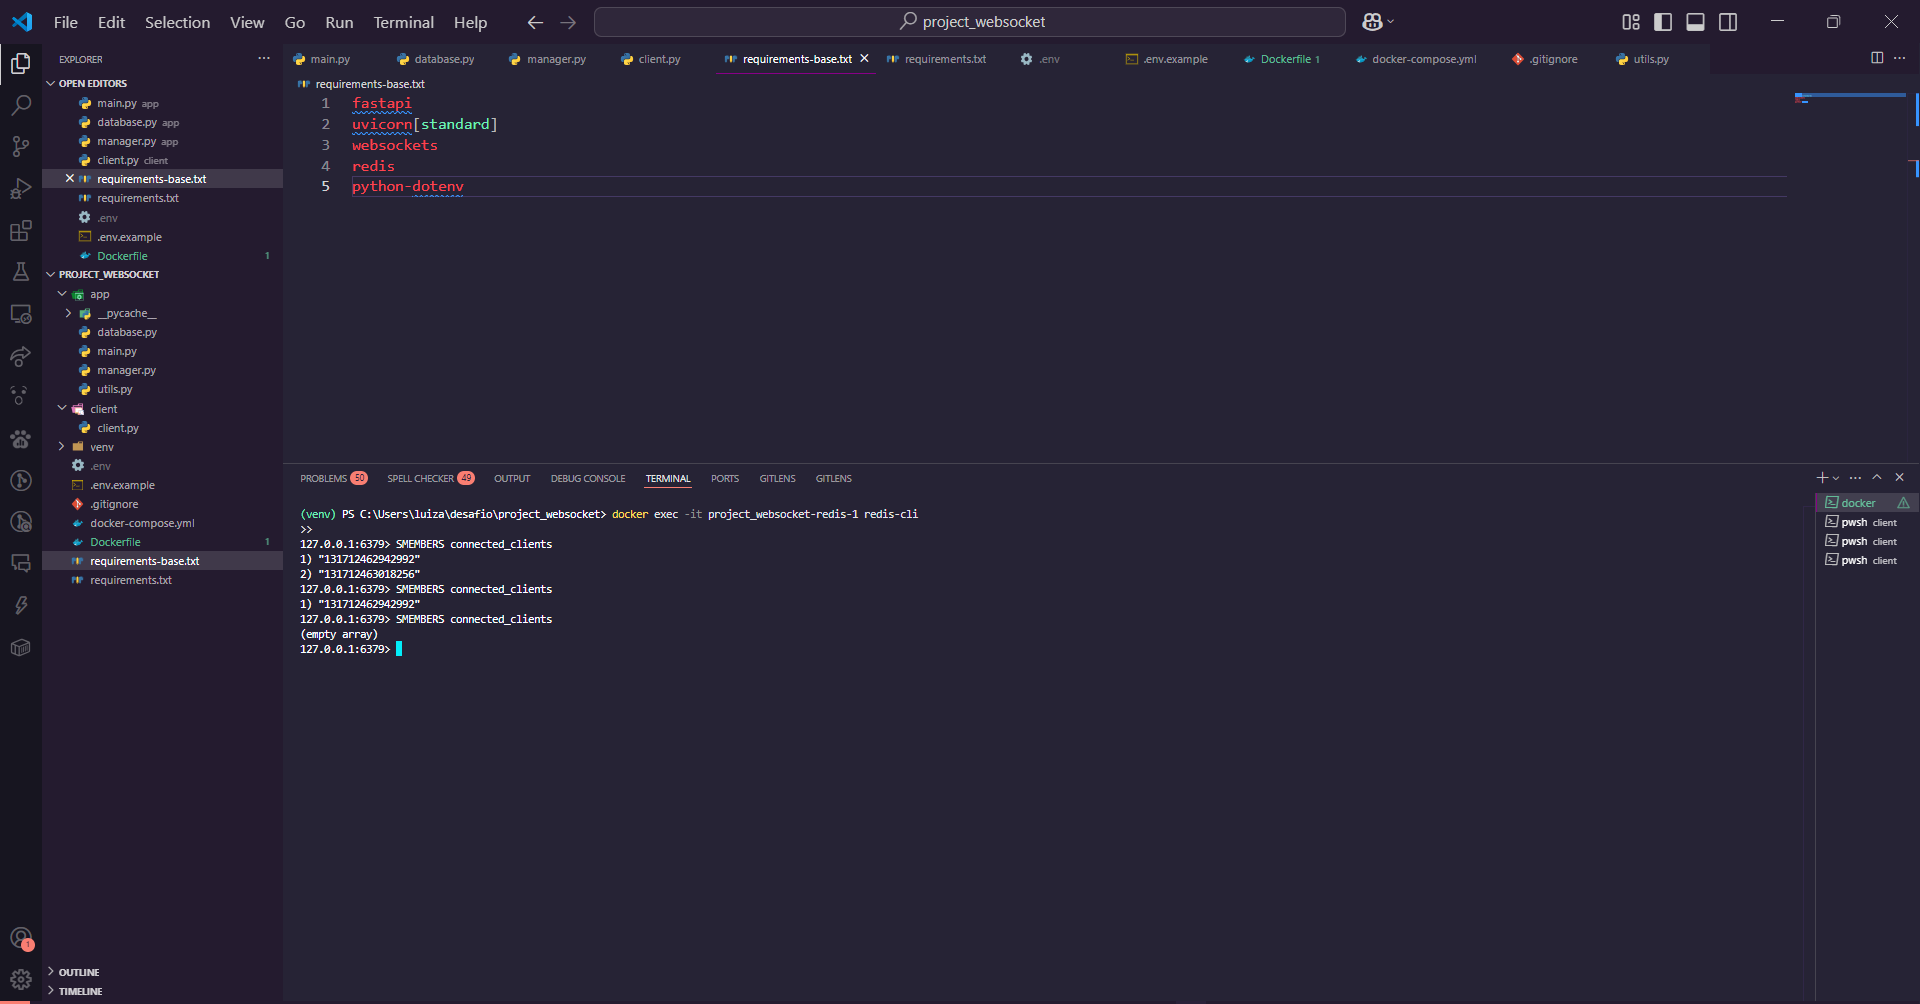 File Edit Selection View Go Run Terminal Help
project_websocket
EXPLORER
OPEN EDITORS
main.py app
database.py app
manager.py app
client.py client
requirements-base.txt
requirements.txt
.env
.env.example
Dockerfile 1
PROJECT_WEBSOCKET
app
__pycache__
database.py
main.py
manager.py
utils.py
client
client.py
venv
.env
.env.example
.gitignore
docker-compose.yml
Dockerfile 1
requirements-base.txt
requirements.txt
OUTLINE
TIMELINE
1
main.py database.py manager.py client.py requirements-base.txt requirements.txt .env .env.example Dockerfile 1 docker-compose.yml .gitignore utils.py
requirements-base.txt
1 fastapi
2 uvicorn[standard]
3 websockets
4 redis
5 python-dotenv
PROBLEMS 50 SPELL CHECKER 49 OUTPUT DEBUG CONSOLE TERMINAL PORTS GITLENS GITLENS
(venv) PS C:\Users\luiza\desafio\project_websocket> docker exec -it project_websocket-redis-1 redis-cli
>>
127.0.0.1:6379> SMEMBERS connected_clients
1) "131712462942992"
2) "131712463018256"
127.0.0.1:6379> SMEMBERS connected_clients
1) "131712462942992"
127.0.0.1:6379> SMEMBERS connected_clients
(empty array)
127.0.0.1:6379>
docker
pwsh client
pwsh client
pwsh client